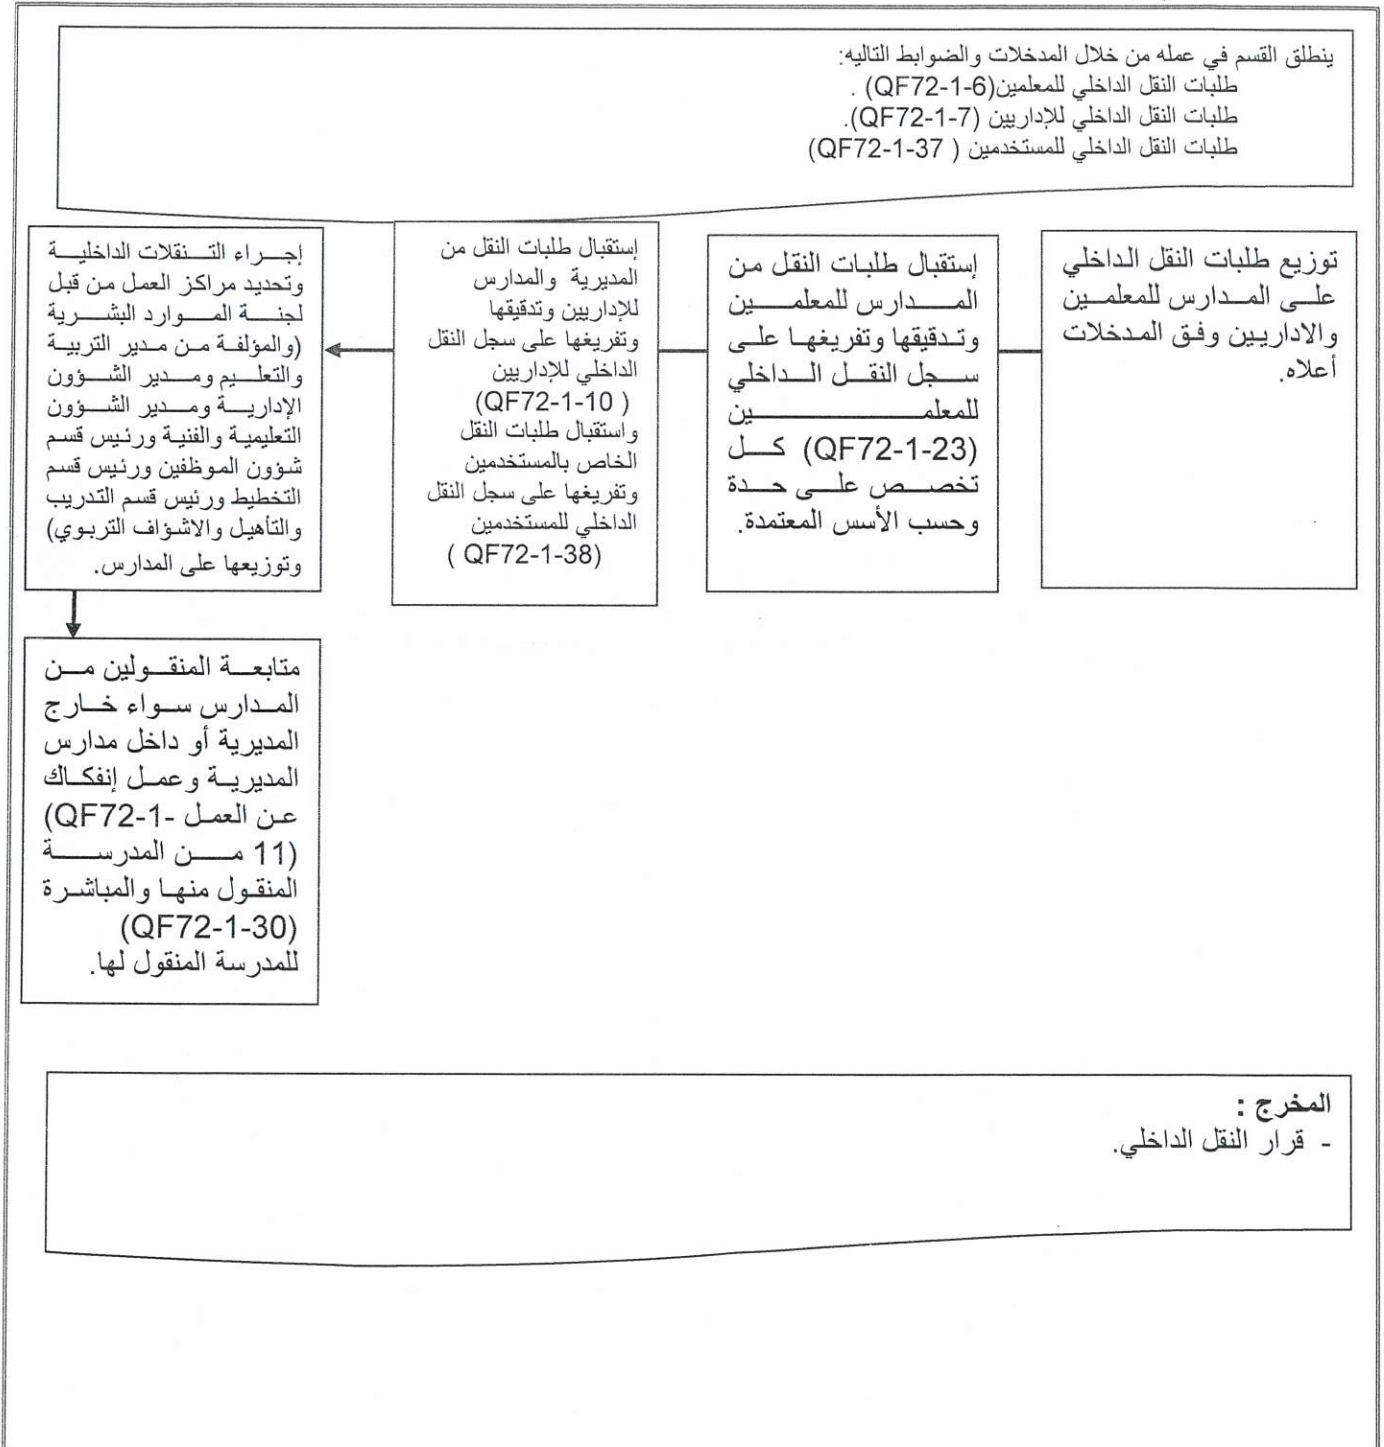 ينطلق القسم في عمله من خلال المدخلات والضوابط التاليه:
طلبات النقل الداخلي للمعلمين(QF72-1-6) .
طلبات النقل الداخلي للإداريين (QF72-1-7).
طلبات النقل الداخلي للمستخدمين ( QF72-1-37)
توزيع طلبات النقل الداخلي
على المدارس للمعلمين
والاداريين وفق المدخلات
أعلاه.
إستقبال طلبات النقل من
المدارس للمعلمين
وتدقيقها وتفريغها على
سجل النقل الداخلي
للمعلمين
(QF72-1-23) كل
تخصص على حدة
وحسب الأسس المعتمدة.
إستقبال طلبات النقل من
المديرية والمدارس
للإداريين وتدقيقها
وتفريغها على سجل النقل
الداخلي للإداريين
(QF72-1-10 )
واستقبال طلبات النقل
الخاص بالمستخدمين
وتفريغها على سجل النقل
الداخلي للمستخدمين
( QF72-1-38)
إجراء التنقلات الداخلية
وتحديد مراكز العمل من قبل
لجنة الموارد البشرية
(والمؤلفة من مدير التربية
والتعليم ومدير الشؤون
الإدارية ومدير الشؤون
التعليمية والفنية ورئيس قسم
شؤون الموظفين ورئيس قسم
التخطيط ورئيس قسم التدريب
والتأهيل والاشؤاف التربوي)
وتوزيعها على المدارس.
متابعة المنقولين من
المدارس سواء خارج
المديرية أو داخل مدارس
المديرية وعمل إنفكاك
عن العمل (QF72-1-
11) من المدرسة
المنقول منها والمباشرة
(QF72-1-30)
للمدرسة المنقول لها.
المخرج :
- قرار النقل الداخلي.